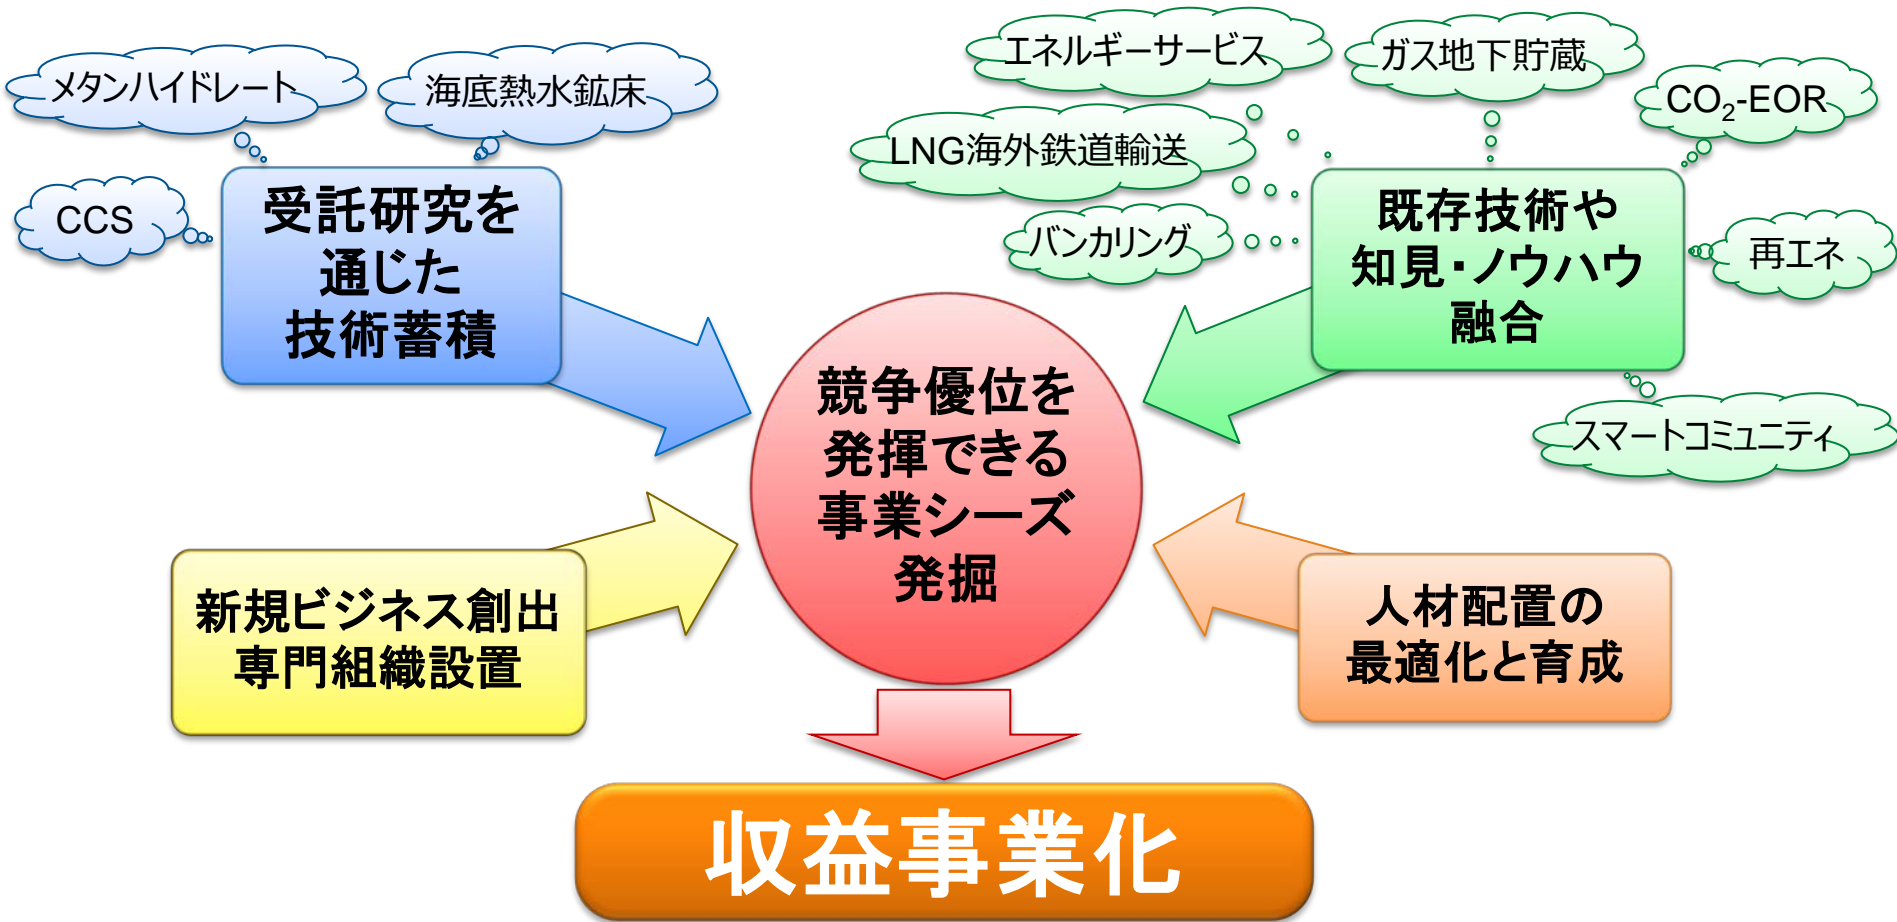 メタンハイドレート
海底熱水鉱床
CCS
受託研究を
通じた
技術蓄積
エネルギーサービス
ガス地下貯蔵
CO₂-EOR
LNG海外鉄道輸送
バンカリング
再エネ
スマートコミュニティ
既存技術や
知見・ノウハウ
融合
競争優位を
発揮できる
事業シーズ
発掘
新規ビジネス創出
専門組織設置
人材配置の
最適化と育成
収益事業化